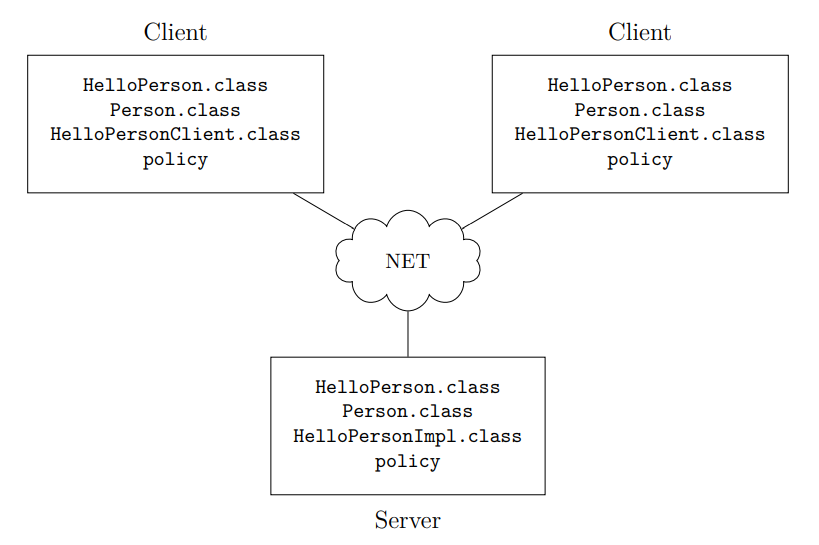 Client
HelloPerson.class
Person.class
HelloPersonClient.class
policy
Client
HelloPerson.class
Person.class
HelloPersonClient.class
policy
NET
HelloPerson.class
Person.class
HelloPersonImpl.class
policy
Server